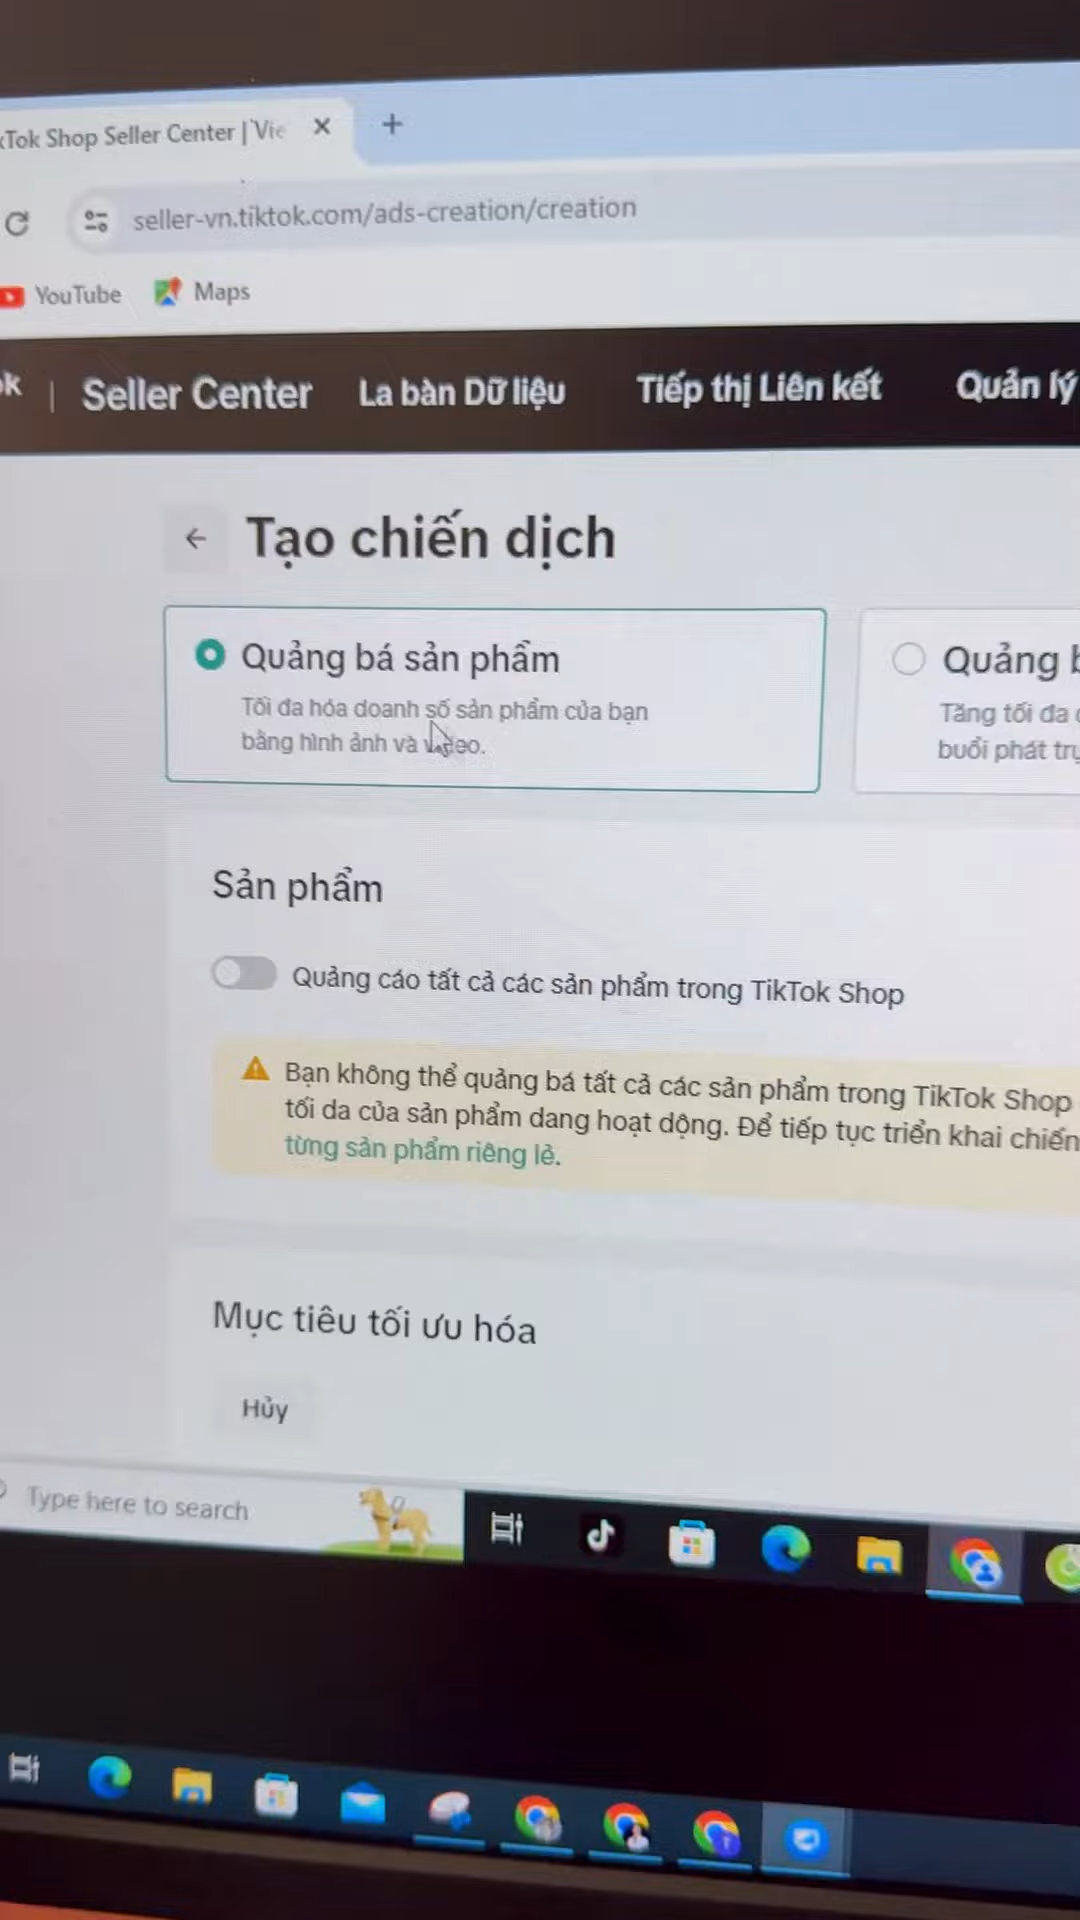 Tok Shop Seller Center | Vie
seller-vn.tiktok.com/ads-creation/creation
YouTube
Maps
ok | Seller Center
La bàn Dữ liệu
Tiếp thị Liên kết
Quản lý
Tạo chiến dịch
Quảng bá sản phẩm
Tối đa hóa doanh số sản phẩm của bạn
bằng hình ảnh và video.
Quảng b
Tăng tối đa
buổi phát trự
Sản phẩm
Quảng cáo tất cả các sản phẩm trong TikTok Shop
Bạn không thể quảng bá tất cả các sản phẩm trong TikTok Shop
tối đa của sản phẩm đang hoạt động. Để tiếp tục triển khai chiến
từng sản phẩm riêng lẻ.
Mục tiêu tối ưu hóa
Hủy
Type here to search